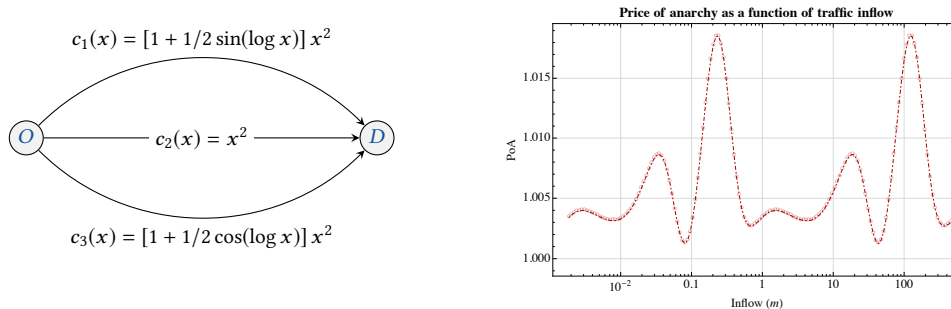 c₁(x) = [1 + 1/2 sin(log x)] x²
O
c₂(x) = x²
D
c₃(x) = [1 + 1/2 cos(log x)] x²
Price of anarchy as a function of traffic inflow
1.015
1.010
1.005
1.000
PoA
10⁻² 0.1 1 10 100
Inflow (m)